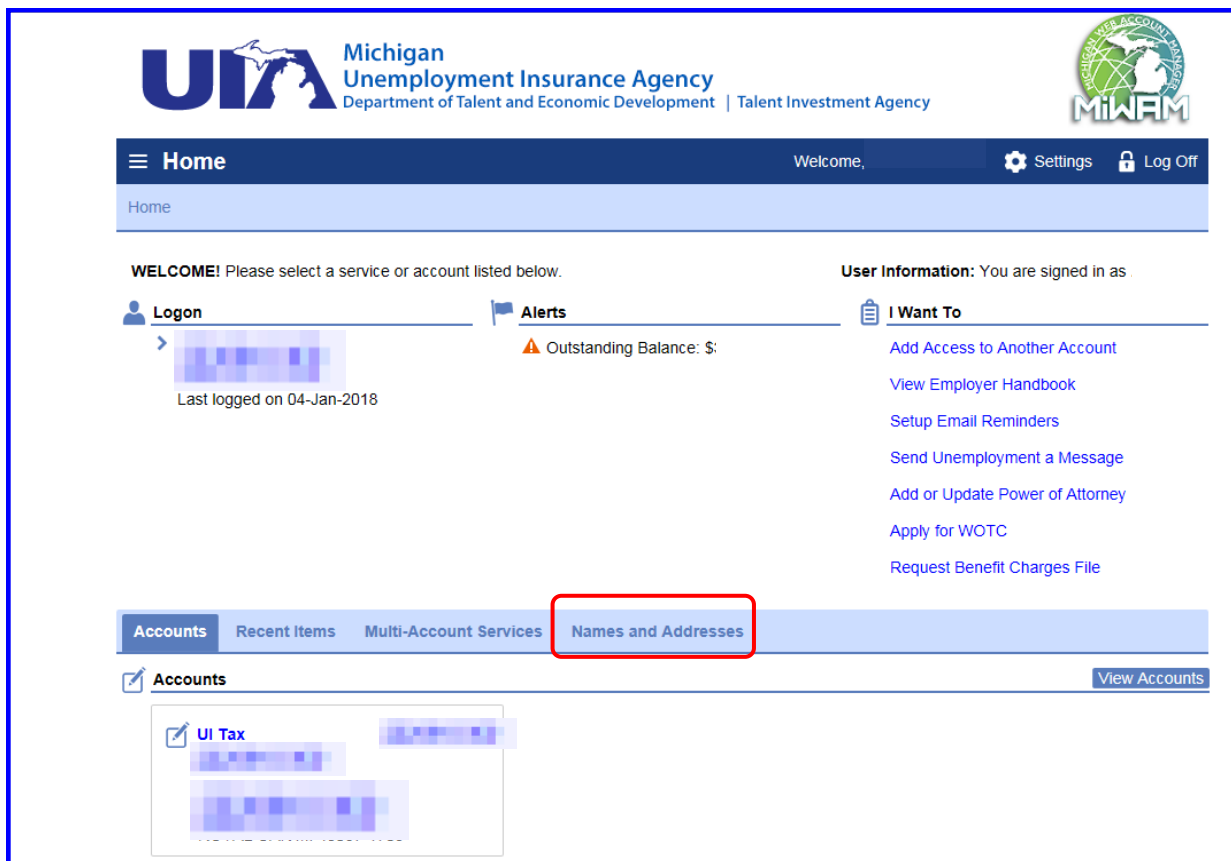 UIA
Michigan
Unemployment Insurance Agency
Department of Talent and Economic Development | Talent Investment Agency
MICHIGAN WEB ACCOUNT MANAGER
MiWAM
Home
Welcome,
Settings
Log Off
Home
WELCOME! Please select a service or account listed below.
User Information: You are signed in as
Logon
Alerts
I Want To
Outstanding Balance: $
Last logged on 04-Jan-2018
Add Access to Another Account
View Employer Handbook
Setup Email Reminders
Send Unemployment a Message
Add or Update Power of Attorney
Apply for WOTC
Request Benefit Charges File
Accounts Recent Items Multi-Account Services Names and Addresses
Accounts
View Accounts
UI Tax